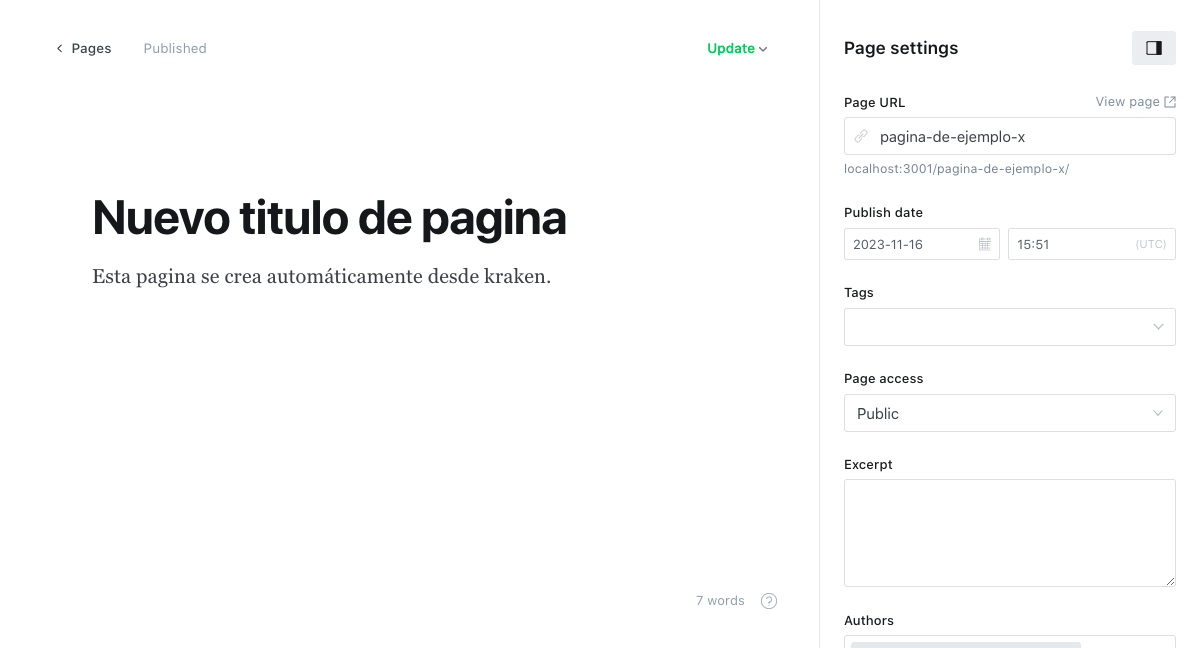 Pages Published Update
Nuevo titulo de pagina
Esta pagina se crea automáticamente desde kraken.
7 words ?
Page settings
Page URL View page
pagina-de-ejemplo-x
localhost:3001/pagina-de-ejemplo-x/
Publish date
2023-11-16 15:51 (UTC)
Tags
Page access
Public
Excerpt
Authors